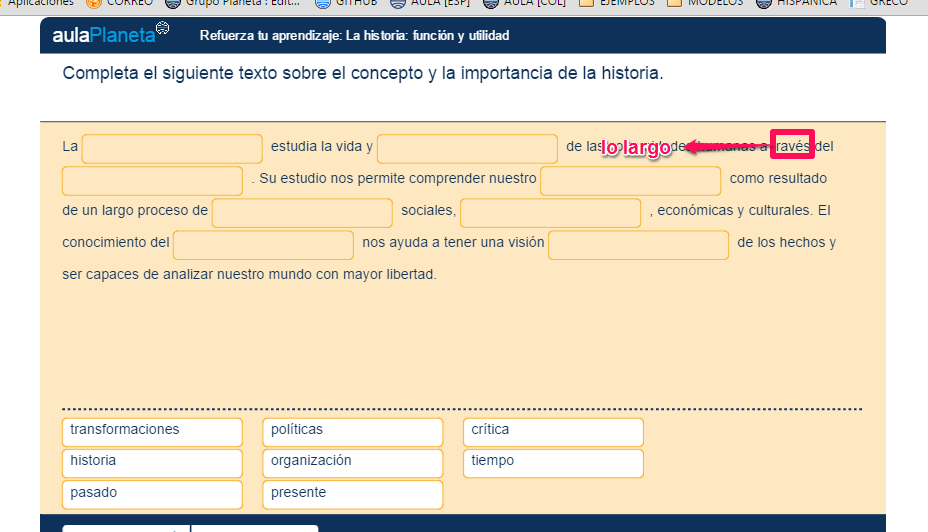 Aplicaciones CORREO Grupo Planeta : Edit... GITHUB AULA [ESP] AULA [COL] EJEMPLOS MODELOS HISPÁNICA GRECO
aulaPlaneta Refuerza tu aprendizaje: La historia: función y utilidad
Completa el siguiente texto sobre el concepto y la importancia de la historia.
La estudia la vida y de las humanas a través del
lo largo
. Su estudio nos permite comprender nuestro como resultado
de un largo proceso de sociales, , económicas y culturales. El
conocimiento del nos ayuda a tener una visión de los hechos y
ser capaces de analizar nuestro mundo con mayor libertad.
transformaciones políticas crítica
historia organización tiempo
pasado presente